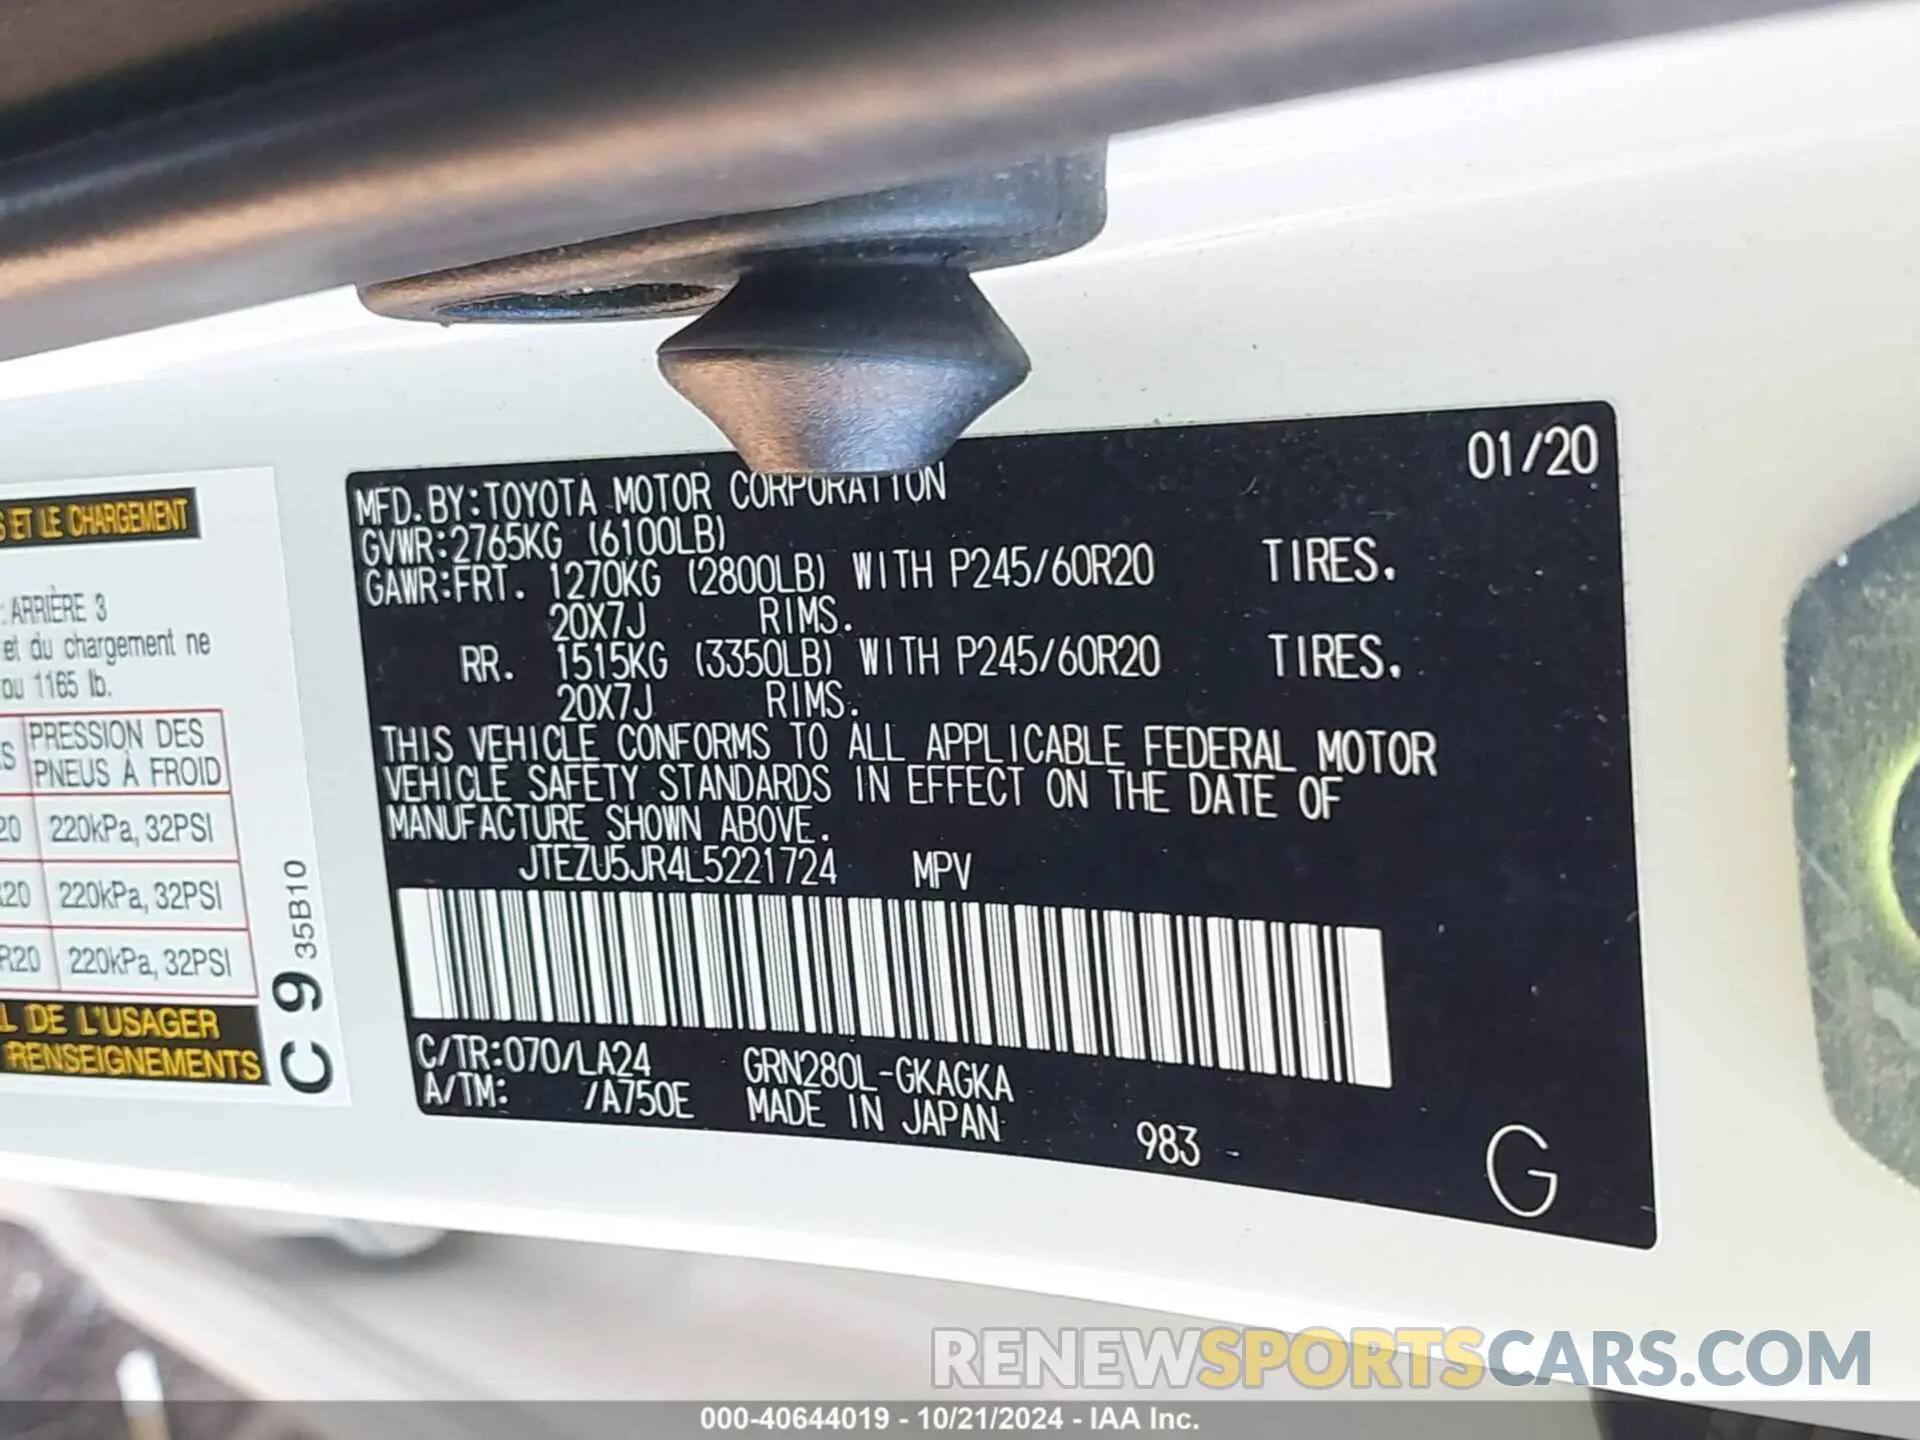 S ET LE CHARGEMENT
: ARRIÈRE 3
et du chargement ne
ou 1165 lb.
PRESSION DES
PNEUS À FROID
20 220kPa, 32PSI
20 220kPa, 32PSI
R20 220kPa, 32PSI
L DE L'USAGER
RENSEIGNEMENTS
C 9 35B10
01/20
MFD.BY:TOYOTA MOTOR CORPORATION
GVWR:2765KG (6100LB)
GAWR:FRT. 1270KG (2800LB) WITH P245/60R20 TIRES.
20X7J RIMS.
RR. 1515KG (3350LB) WITH P245/60R20 TIRES.
20X7J RIMS.
THIS VEHICLE CONFORMS TO ALL APPLICABLE FEDERAL MOTOR
VEHICLE SAFETY STANDARDS IN EFFECT ON THE DATE OF
MANUFACTURE SHOWN ABOVE.
JTEZU5JR4L5221724 MPV
C/TR:070/LA24 GRN280L-GKAGKA
A/TM: /A750E MADE IN JAPAN
983 -
G
RENEWSPORTSCARS.COM
000-40644019 - 10/21/2024 - IAA Inc.